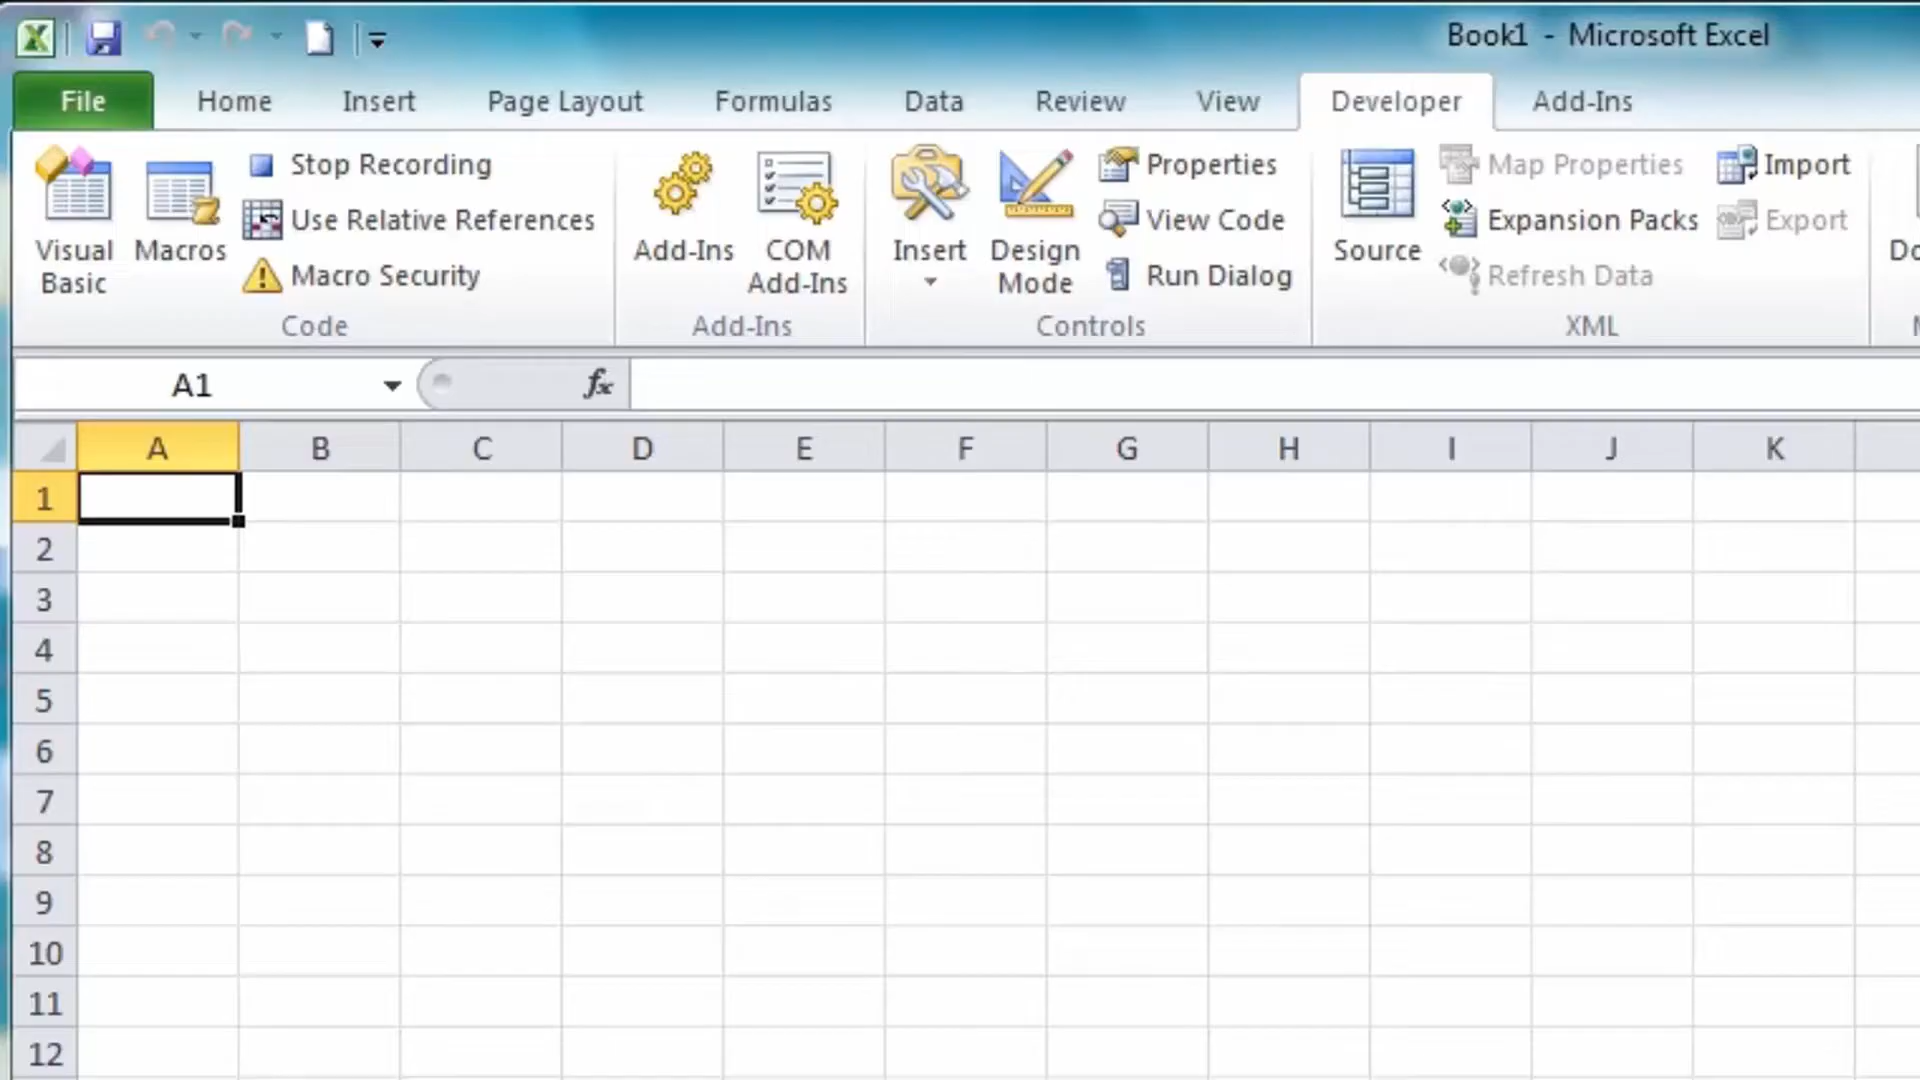 Book1 - Microsoft Excel
File Home Insert Page Layout Formulas Data Review View Developer Add-Ins
Visual Basic
Macros
Stop Recording
Use Relative References
Macro Security
Code
Add-Ins
COM Add-Ins
Add-Ins
Insert
Design Mode
Properties
View Code
Run Dialog
Controls
Source
Map Properties
Expansion Packs
Refresh Data
Import
Export
XML
A1 fx
A B C D E F G H I J K
1
2
3
4
5
6
7
8
9
10
11
12